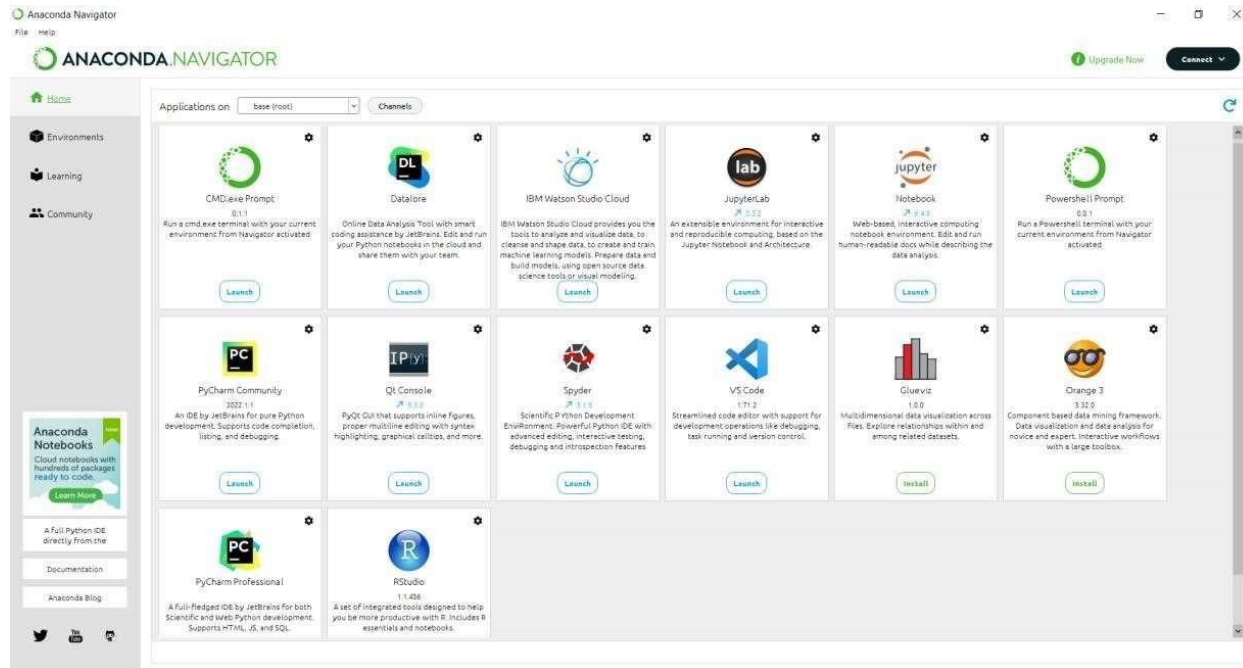 Anaconda Navigator
File Help
ANACONDA.NAVIGATOR
Upgrade Now
Connect
Home
Environments
Learning
Community
Applications on
base (root)
Channels
CMD.exe Prompt
0.1.1
Run a cmd.exe terminal with your current
environment from Navigator activated
Launch
DL
Datalore
Online Data Analysis Tool with smart
coding assistance by JetBrains. Edit and run
your Python notebooks in the cloud and
share them with your team.
Launch
IBM Watson Studio Cloud
IBM Watson Studio Cloud provides you the
tools to analyze and visualize data, to
cleanse and shape data, to create and train
machine learning models. Prepare data and
build models, using open source data
science tools or visual modeling.
Launch
lab
JupyterLab
An extensible environment for interactive
and reproducible computing, based on the
Jupyter Notebook and Architecture.
Launch
jupyter
Notebook
Web-based, interactive computing
notebook environment. Edit and run
human-readable docs while describing the
data analysis.
Launch
Powershell Prompt
0.0.1
Run a Powershell terminal with your
current environment from Navigator
activated
Launch
PC
PyCharm Community
2022.1.1
An IDE by JetBrains for pure Python
development. Supports code completion,
listing, and debugging.
Launch
IP[y]:
Qt Console
PyQt GUI that supports inline figures,
proper multiline editing with syntax
highlighting, graphical calltips, and more.
Launch
Spyder
Scientific PYthon Development
EnviRonment. Powerful Python IDE with
advanced editing, interactive testing,
debugging and introspection features
Launch
VS Code
1.71.2
Streamlined code editor with support for
development operations like debugging,
task running and version control.
Launch
Glueviz
1.0.0
Multidimensional data visualization across
files. Explore relationships within and
among related datasets.
Install
Orange 3
3.32.0
Component based data mining framework.
Data visualization and data analysis for
novice and expert. Interactive workflows
with a large toolbox.
Install
PC
PyCharm Professional
A full-fledged IDE by JetBrains for both
Scientific and Web Python development.
Supports HTML, JS, and SQL.
R
RStudio
1.1.456
A set of integrated tools designed to help
you be more productive with R. Includes R
essentials and notebooks.
Anaconda
Notebooks
Cloud notebooks with
hundreds of packages
ready to code.
Learn More
A full Python IDE
directly from the
Documentation
Anaconda Blog
You
Tube